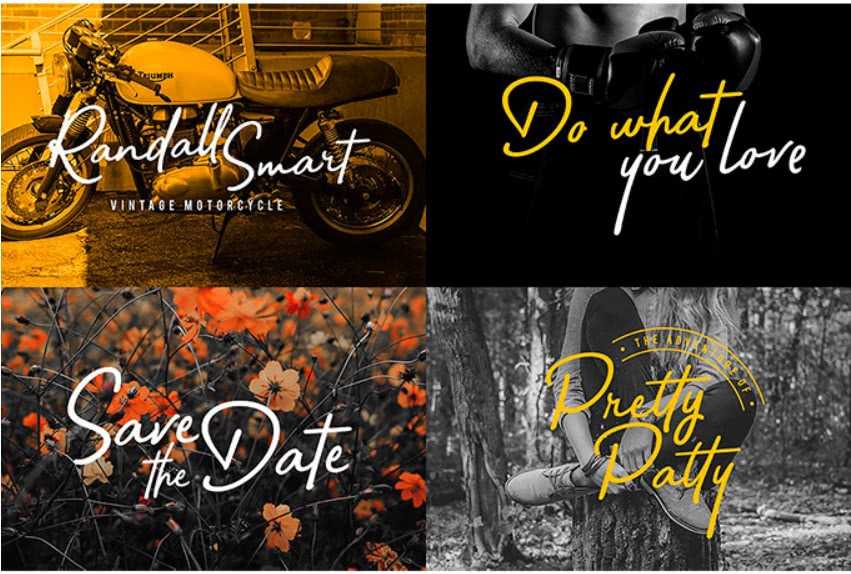 TRIUMPH
Randall Smart
VINTAGE MOTORCYCLE
Do what
you love
Save
the Date
THE ADVENTURE OF
Pretty
Patty